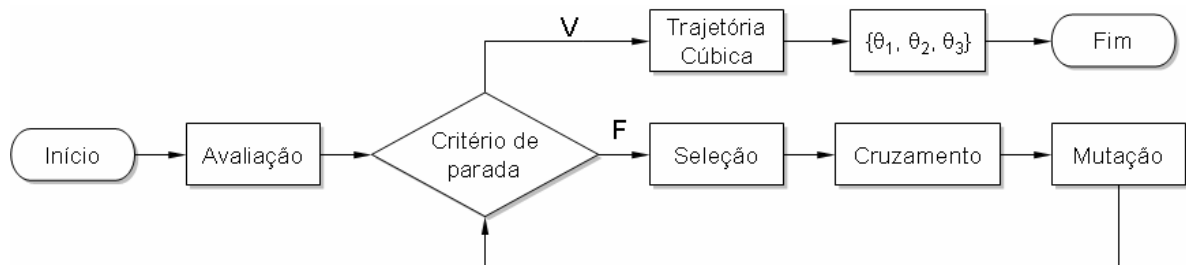 V
Trajetória
Cúbica
{θ1, θ2, θ3}
Fim
Início
Avaliação
Critério de
parada
F
Seleção
Cruzamento
Mutação